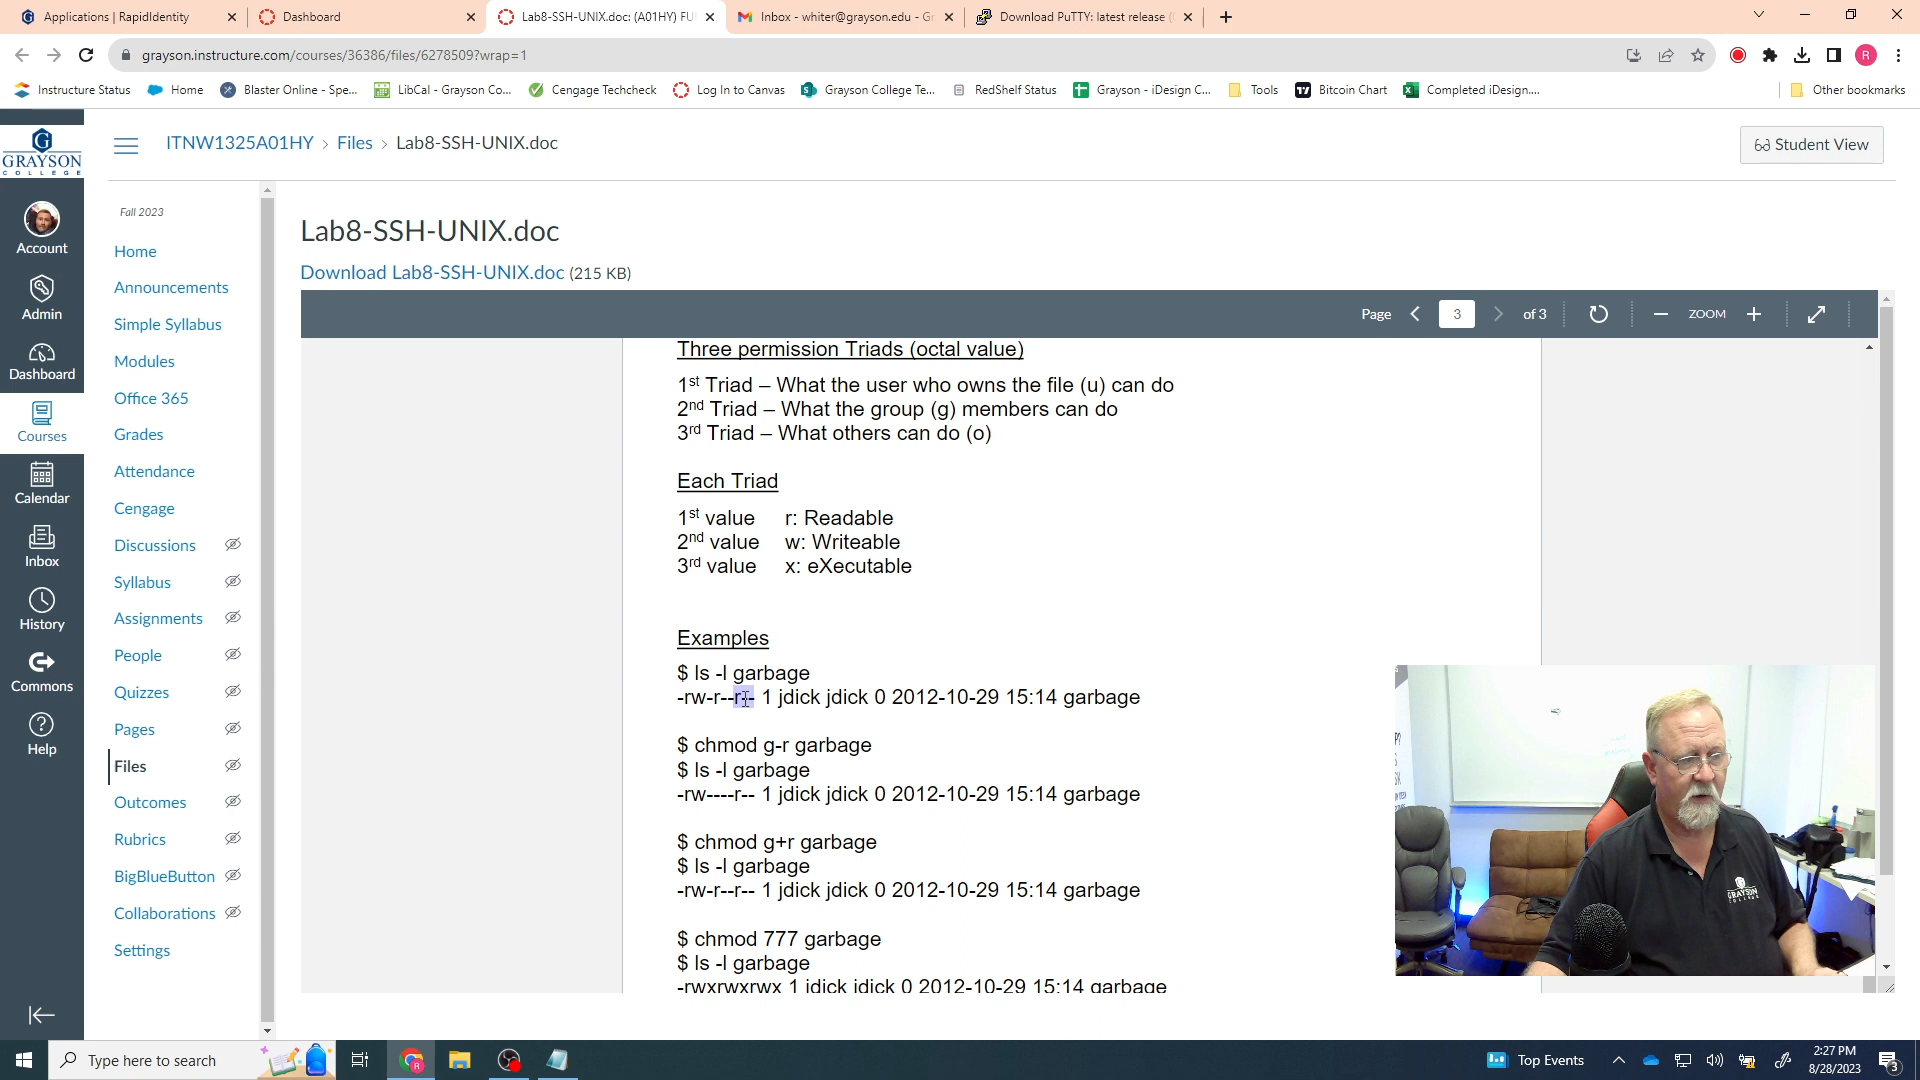 Applications | RapidIdentity
Dashboard
Lab8-SSH-UNIX.doc: (A01HY) FU
Inbox - whiter@grayson.edu - Gr
Download PuTTY: latest release (
grayson.instructure.com/courses/36386/files/6278509?wrap=1
R
Instructure Status
Home
Blaster Online - Spe...
LibCal - Grayson Co...
Cengage Techcheck
Log In to Canvas
Grayson College Te...
RedShelf Status
Grayson - iDesign C...
Tools
Bitcoin Chart
Completed iDesign....
Other bookmarks
GRAYSON
COLLEGE
ITNW1325A01HY > Files > Lab8-SSH-UNIX.doc
Student View
Account
Admin
Dashboard
Courses
Calendar
Inbox
History
Commons
Help
Fall 2023
Home
Announcements
Simple Syllabus
Modules
Office 365
Grades
Attendance
Cengage
Discussions
Syllabus
Assignments
People
Quizzes
Pages
Files
Outcomes
Rubrics
BigBlueButton
Collaborations
Settings
Lab8-SSH-UNIX.doc
Download Lab8-SSH-UNIX.doc (215 KB)
Page 3 of 3 ZOOM
Three permission Triads (octal value)
1st Triad – What the user who owns the file (u) can do
2nd Triad – What the group (g) members can do
3rd Triad – What others can do (o)
Each Triad
1st value r: Readable
2nd value w: Writeable
3rd value x: eXecutable
Examples
$ ls -l garbage
-rw-r--r-- 1 jdick jdick 0 2012-10-29 15:14 garbage
$ chmod g-r garbage
$ ls -l garbage
-rw----r-- 1 jdick jdick 0 2012-10-29 15:14 garbage
$ chmod g+r garbage
$ ls -l garbage
-rw-r--r-- 1 jdick jdick 0 2012-10-29 15:14 garbage
$ chmod 777 garbage
$ ls -l garbage
-rwxrwxrwx 1 jdick jdick 0 2012-10-29 15:14 garbage
GRAYSON
COLLEGE
Type here to search
Top Events
2:27 PM
8/28/2023
3